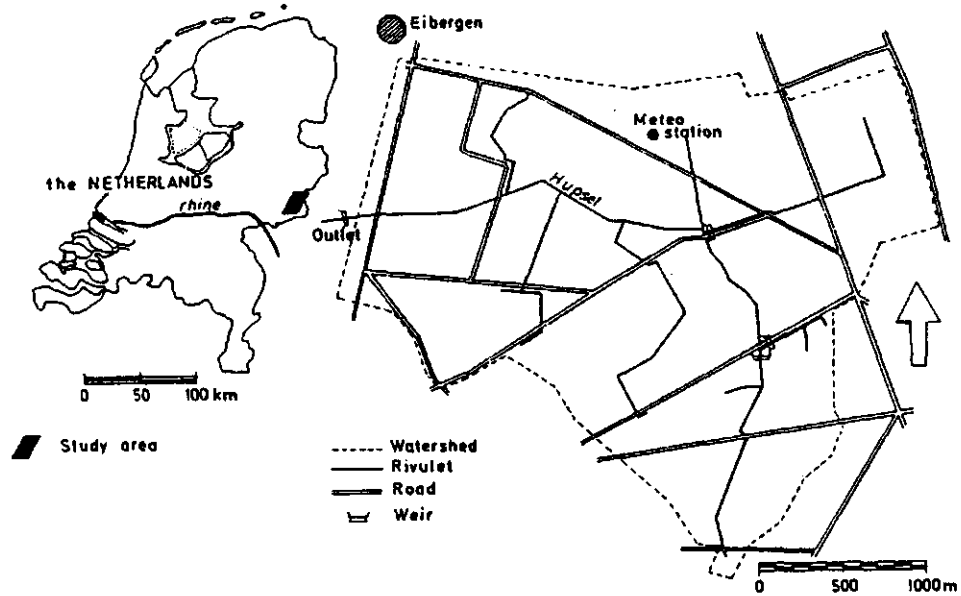 Eibergen
Meteo
station
the NETHERLANDS
rhine
Hupsel
Outlet
0 50 100 km
Study area
Watershed
Rivulet
Road
Weir
0 500 1000 m